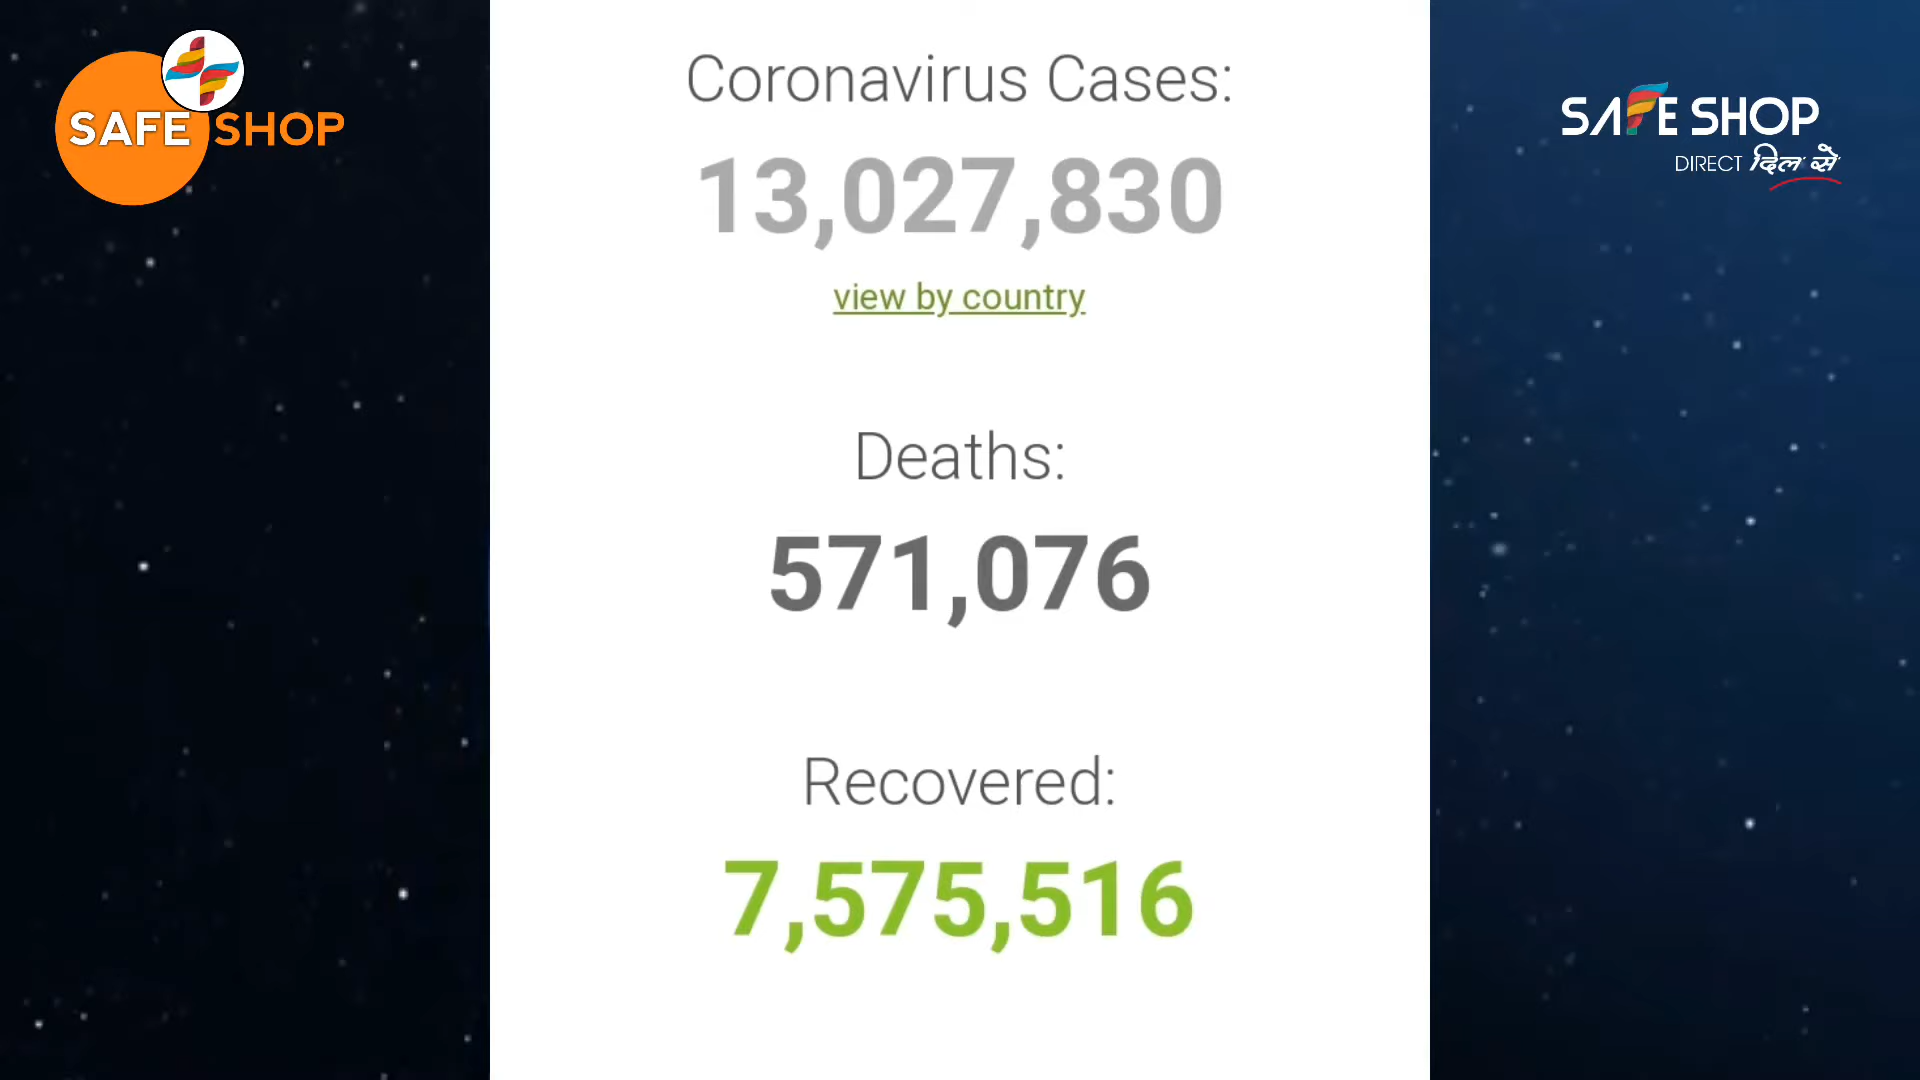 SAFE SHOP
Coronavirus Cases:
13,027,830
view by country
Deaths:
571,076
Recovered:
7,575,516
SAFE SHOP
DIRECT दिल से